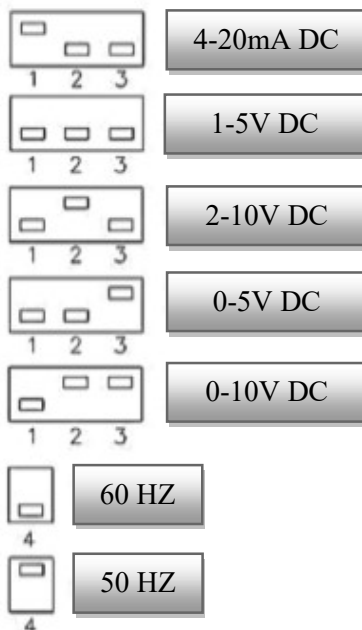 4-20mA DC
1 2 3
1-5V DC
1 2 3
2-10V DC
1 2 3
0-5V DC
1 2 3
0-10V DC
1 2 3
60 HZ
4
50 HZ
4